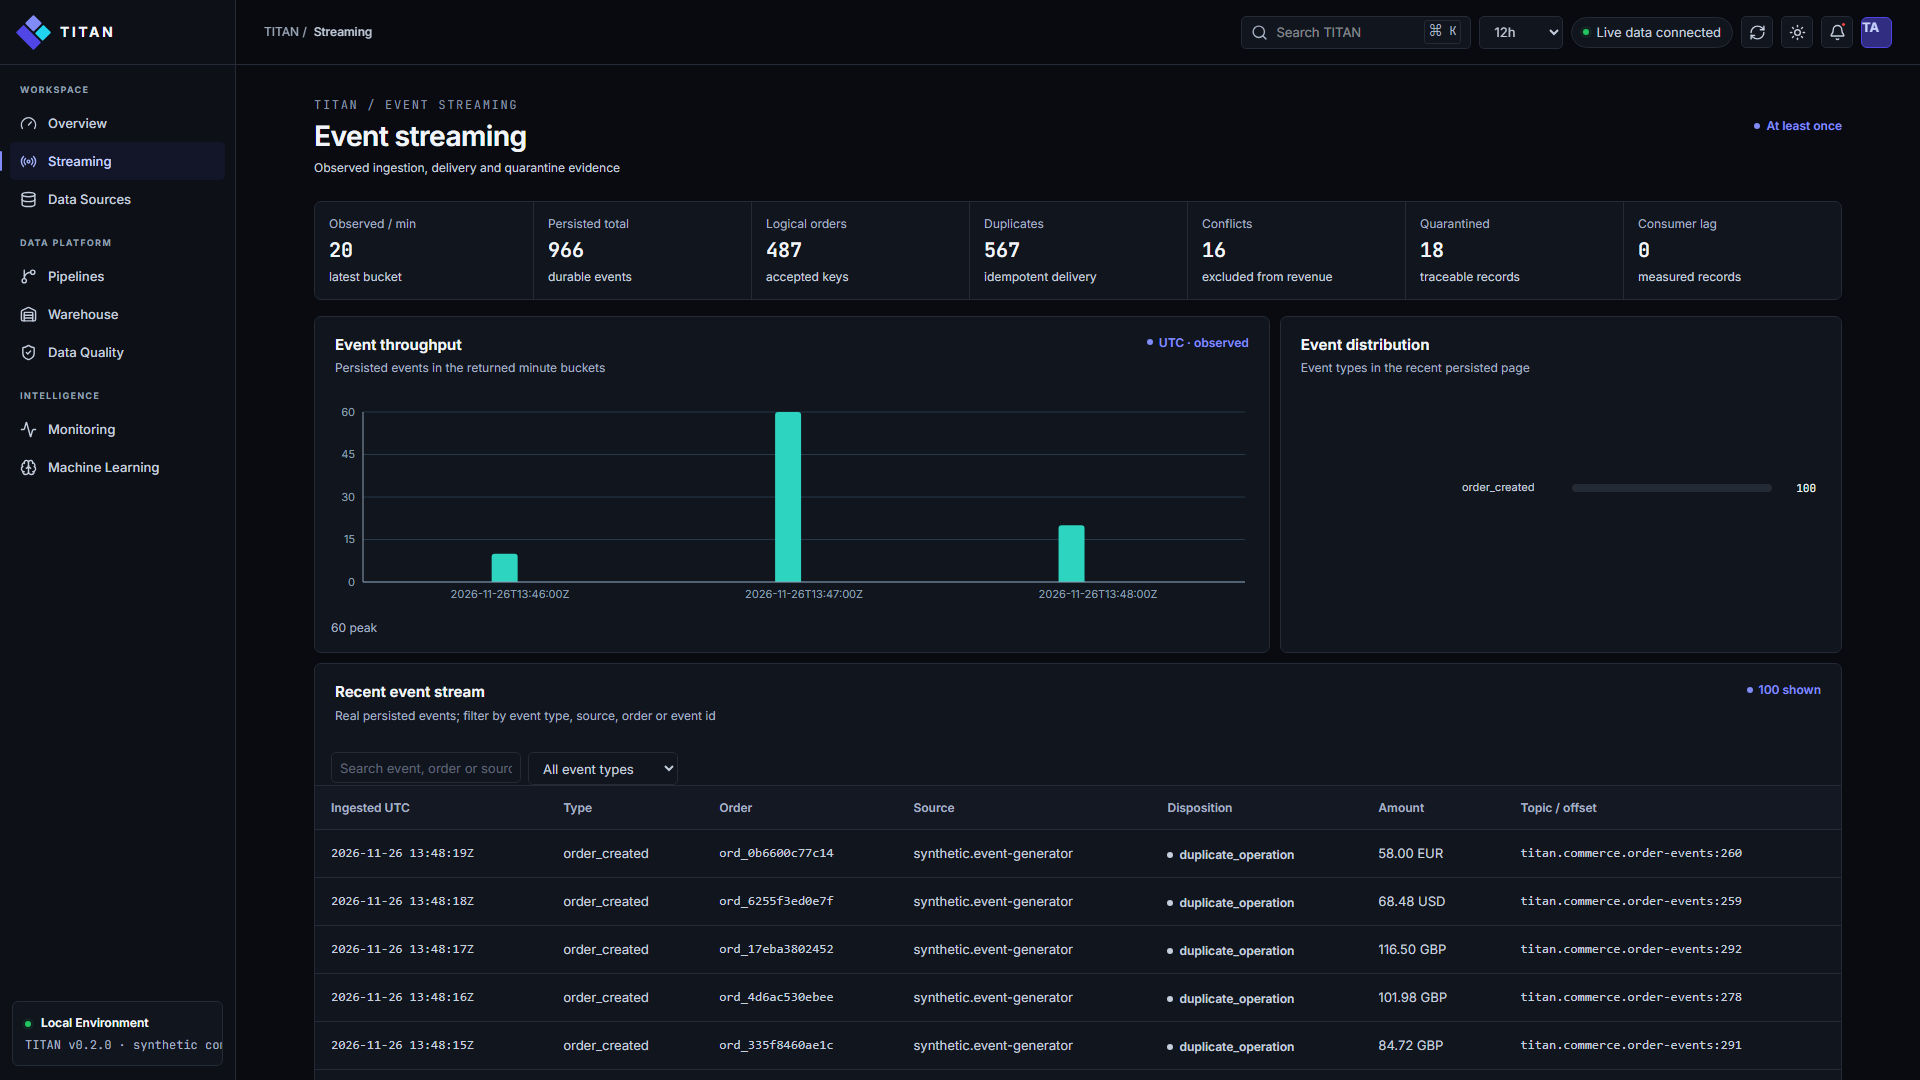 TITAN
TITAN / Streaming
Search TITAN
⌘ K
12h
Live data connected
TA
WORKSPACE
Overview
Streaming
Data Sources
DATA PLATFORM
Pipelines
Warehouse
Data Quality
INTELLIGENCE
Monitoring
Machine Learning
Local Environment
TITAN v0.2.0 · synthetic
TITAN / EVENT STREAMING
Event streaming
Observed ingestion, delivery and quarantine evidence
At least once
Observed / min
20
latest bucket
Persisted total
966
durable events
Logical orders
487
accepted keys
Duplicates
567
idempotent delivery
Conflicts
16
excluded from revenue
Quarantined
18
traceable records
Consumer lag
0
measured records
Event throughput
UTC · observed
Persisted events in the returned minute buckets
60
45
30
15
0
2026-11-26T13:46:00Z
2026-11-26T13:47:00Z
2026-11-26T13:48:00Z
60 peak
Event distribution
Event types in the recent persisted page
order_created
100
Recent event stream
100 shown
Real persisted events; filter by event type, source, order or event id
Search event, order or sourc
All event types
Ingested UTC Type Order Source Disposition Amount Topic / offset
2026-11-26 13:48:19Z order_created ord_0b6600c77c14 synthetic.event-generator duplicate_operation 58.00 EUR titan.commerce.order-events:260
2026-11-26 13:48:18Z order_created ord_6255f3ed0e7f synthetic.event-generator duplicate_operation 68.48 USD titan.commerce.order-events:259
2026-11-26 13:48:17Z order_created ord_17eba3802452 synthetic.event-generator duplicate_operation 116.50 GBP titan.commerce.order-events:292
2026-11-26 13:48:16Z order_created ord_4d6ac530ebee synthetic.event-generator duplicate_operation 101.98 GBP titan.commerce.order-events:278
2026-11-26 13:48:15Z order_created ord_335f8460ae1c synthetic.event-generator duplicate_operation 84.72 GBP titan.commerce.order-events:291